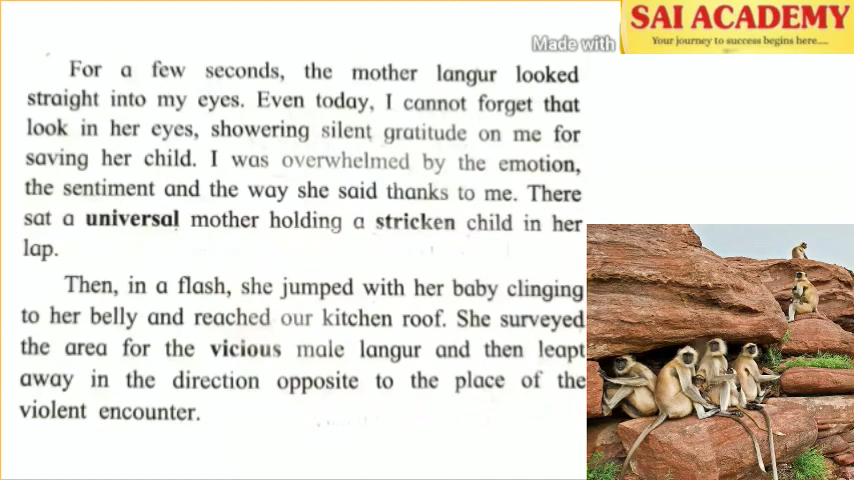 Made with
SAI ACADEMY
Your journey to success begins here....
For a few seconds, the mother langur looked
straight into my eyes. Even today, I cannot forget that
look in her eyes, showering silent gratitude on me for
saving her child. I was overwhelmed by the emotion,
the sentiment and the way she said thanks to me. There
sat a universal mother holding a stricken child in her
lap.
Then, in a flash, she jumped with her baby clinging
to her belly and reached our kitchen roof. She surveyed
the area for the vicious male langur and then leapt
away in the direction opposite to the place of the
violent encounter.